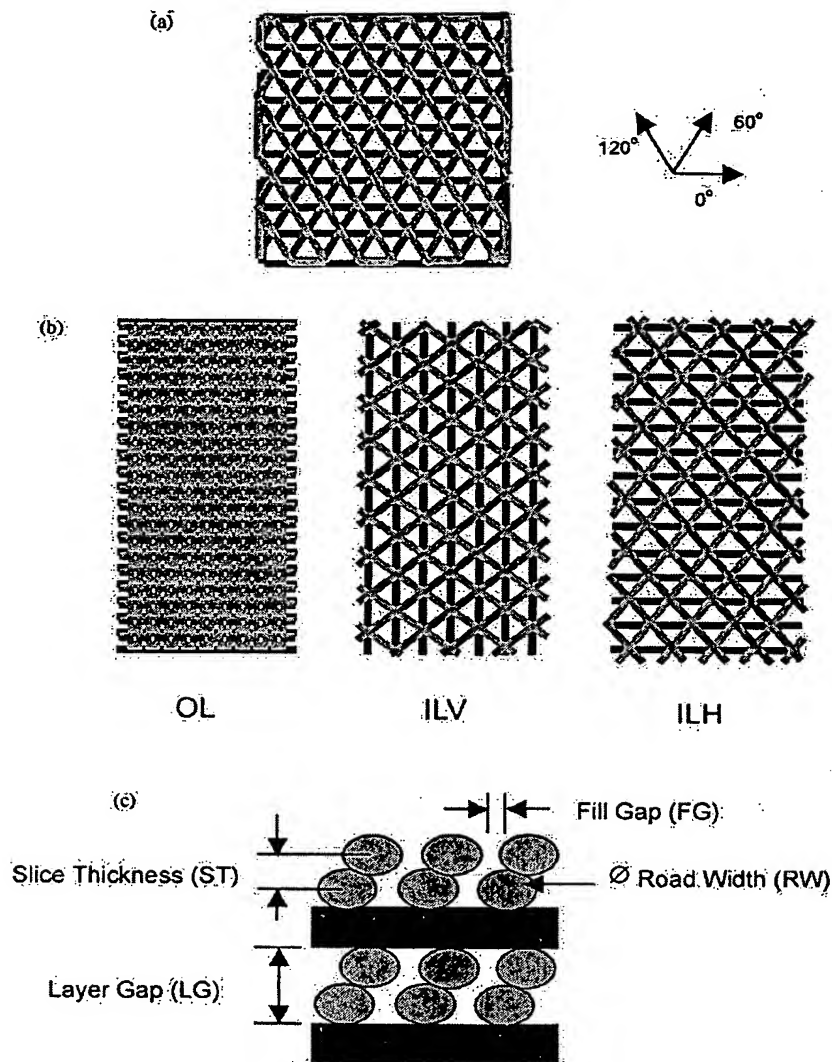 (a)
60°
120°
0°
(b)
OL
ILV
ILH
(c)
Fill Gap (FG)
Slice Thickness (ST)
Ø Road Width (RW)
Layer Gap (LG)